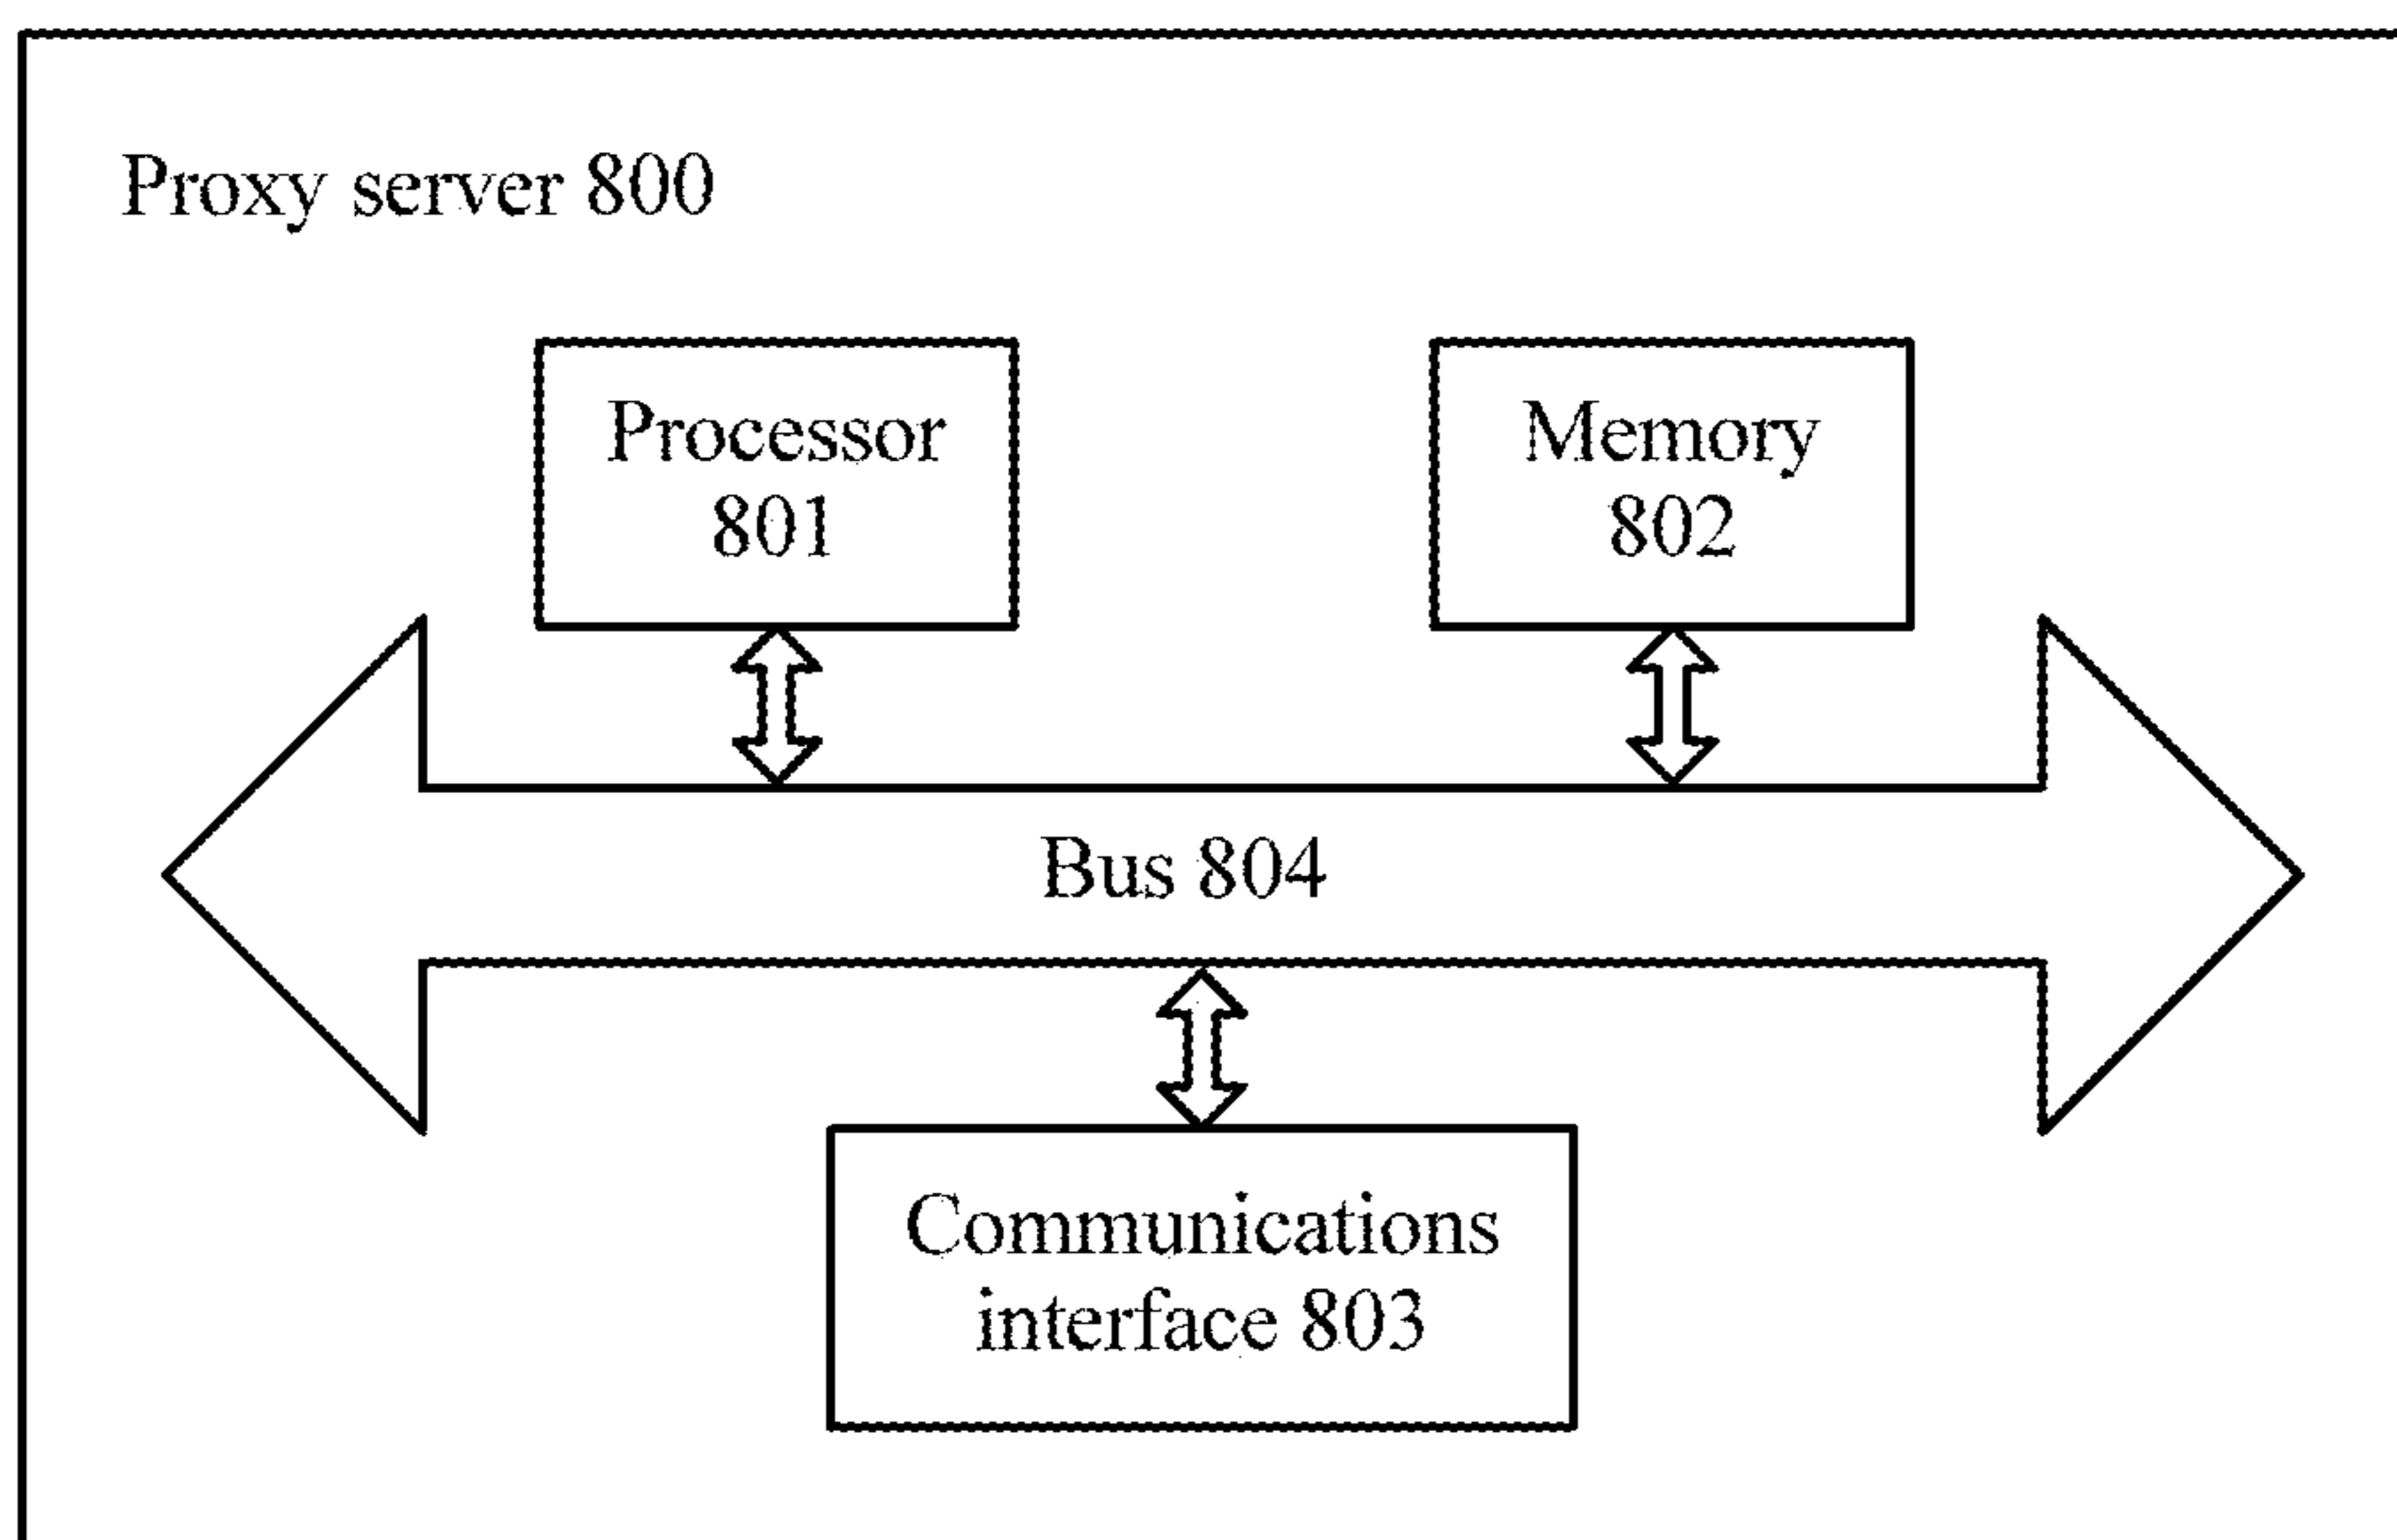 Proxy server 800
Processor
801
Memory
802
Bus 804
Communications
interface 803